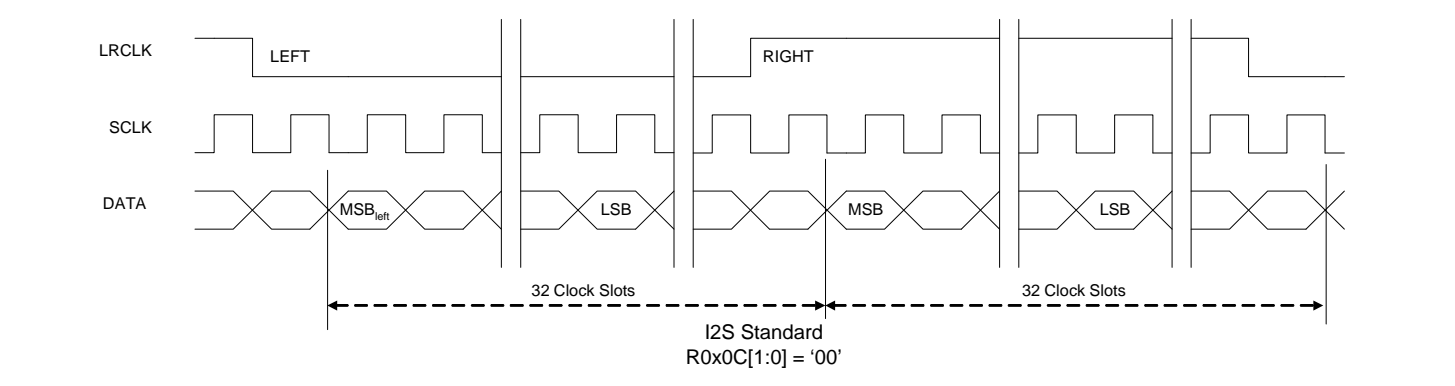 LRCLK
LEFT
RIGHT
SCLK
DATA
MSBleft
LSB
MSB
LSB
32 Clock Slots
32 Clock Slots
I2S Standard
R0x0C[1:0] = ‘00’